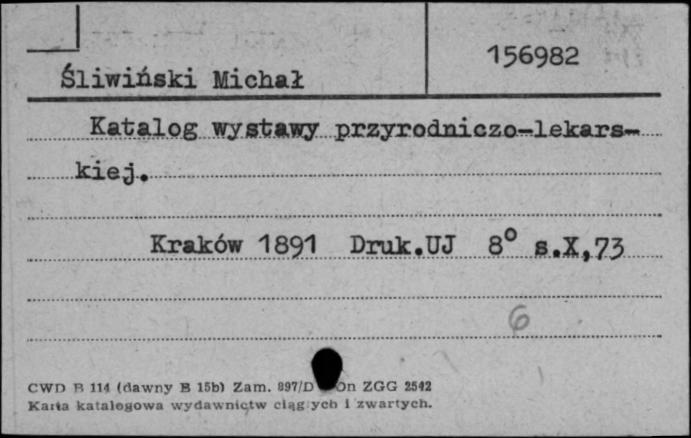 156982
Śliwiński Michał
Katalog wystawy przyrodniczo-lekars-
kiej.
Kraków 1891 Druk.UJ 8° s.X,73
6
CWD B 114 (dawny B 15b) Zam. 897/D On ZGG 2542
Karta katalogowa wydawnictw ciągłych i zwartych.